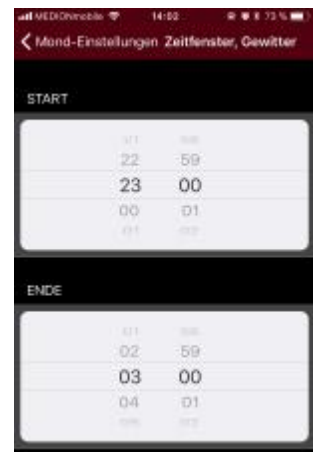 MEDIONmobile 14:02 73 %
Mond-Einstellungen Zeitfenster, Gewitter
START
22 59
23 00
00 01
ENDE
02 59
03 00
04 01